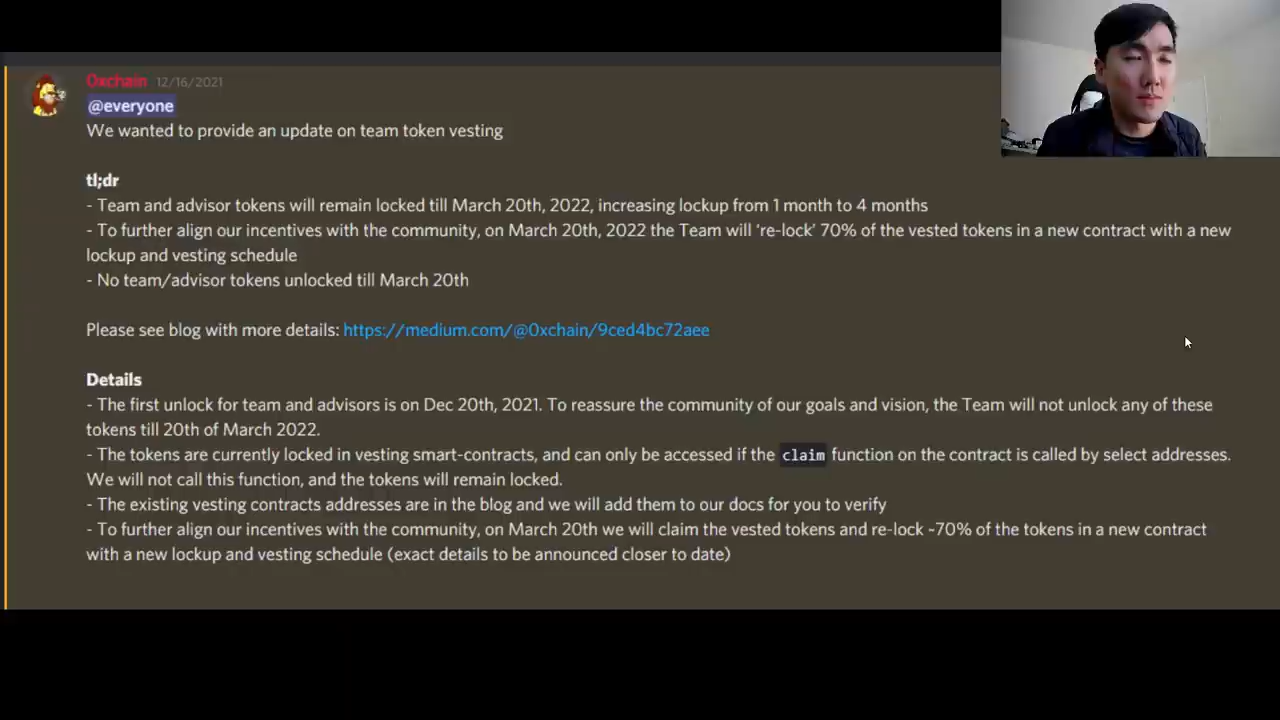 0xchain 12/16/2021
@everyone
We wanted to provide an update on team token vesting
tl;dr
- Team and advisor tokens will remain locked till March 20th, 2022, increasing lockup from 1 month to 4 months
- To further align our incentives with the community, on March 20th, 2022 the Team will 're-lock' 70% of the vested tokens in a new contract with a new
lockup and vesting schedule
- No team/advisor tokens unlocked till March 20th
Please see blog with more details: https://medium.com/@0xchain/9ced4bc72aee
Details
- The first unlock for team and advisors is on Dec 20th, 2021. To reassure the community of our goals and vision, the Team will not unlock any of these
tokens till 20th of March 2022.
- The tokens are currently locked in vesting smart-contracts, and can only be accessed if the claim function on the contract is called by select addresses.
We will not call this function, and the tokens will remain locked.
- The existing vesting contracts addresses are in the blog and we will add them to our docs for you to verify
- To further align our incentives with the community, on March 20th we will claim the vested tokens and re-lock ~70% of the tokens in a new contract
with a new lockup and vesting schedule (exact details to be announced closer to date)